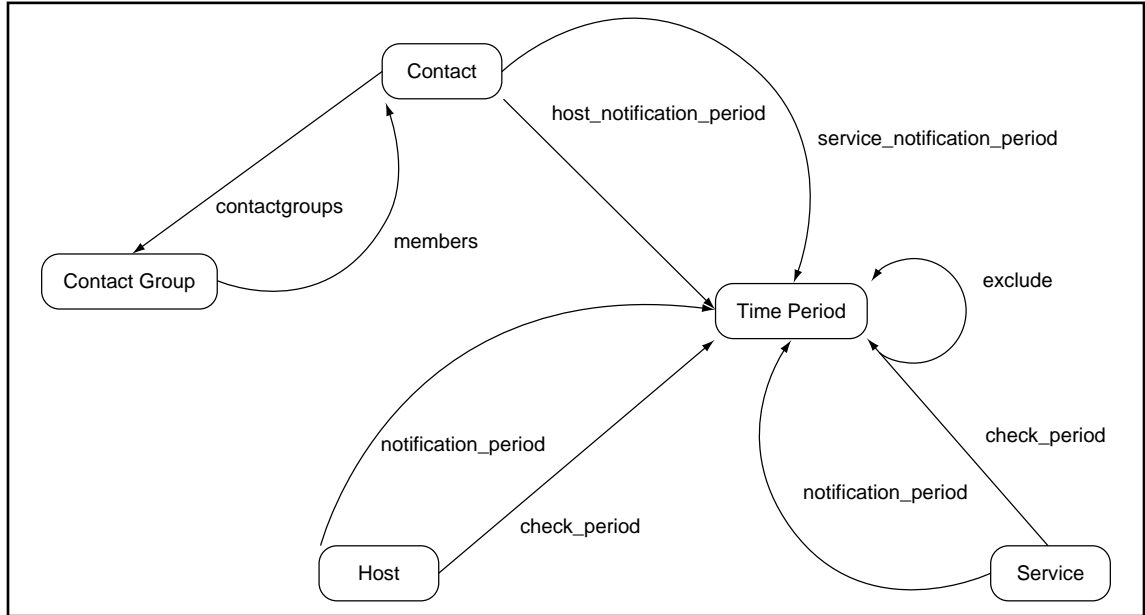 Contact
host_notification_period
service_notification_period
contactgroups
members
Contact Group
exclude
Time Period
notification_period
check_period
notification_period
check_period
Host
Service